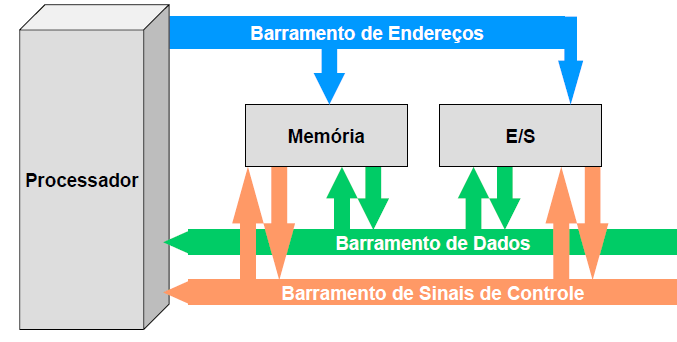 Barramento de Endereços
Memória
E/S
Processador
Barramento de Dados
Barramento de Sinais de Controle